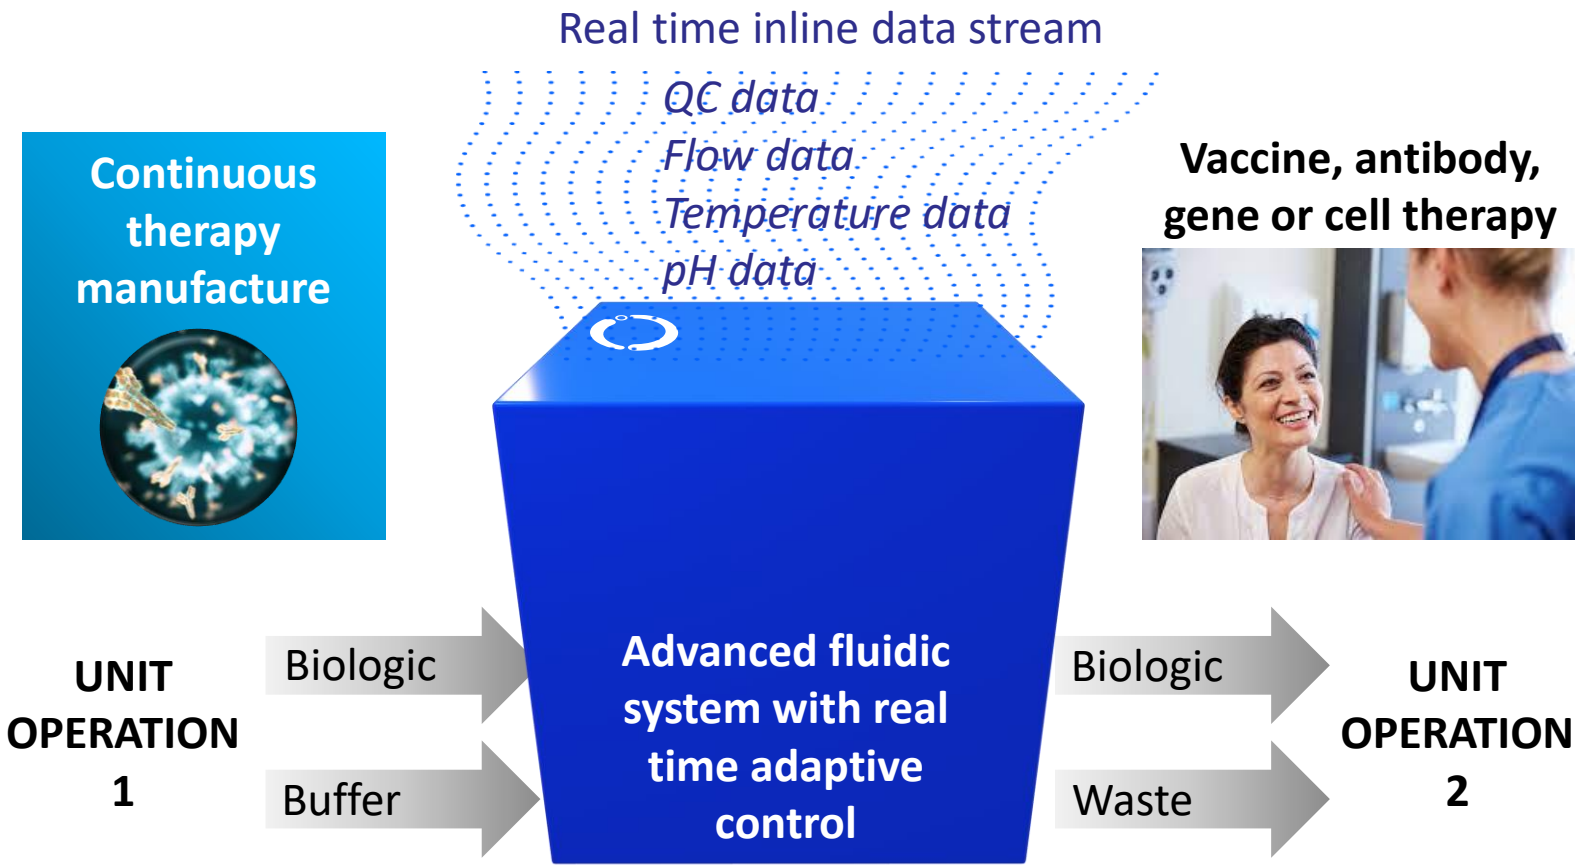 Real time inline data stream
QC data
Flow data
Temperature data
pH data
Continuous
therapy
manufacture
Vaccine, antibody,
gene or cell therapy
UNIT
OPERATION
1
Biologic
Buffer
Advanced fluidic
system with real
time adaptive
control
Biologic
Waste
UNIT
OPERATION
2